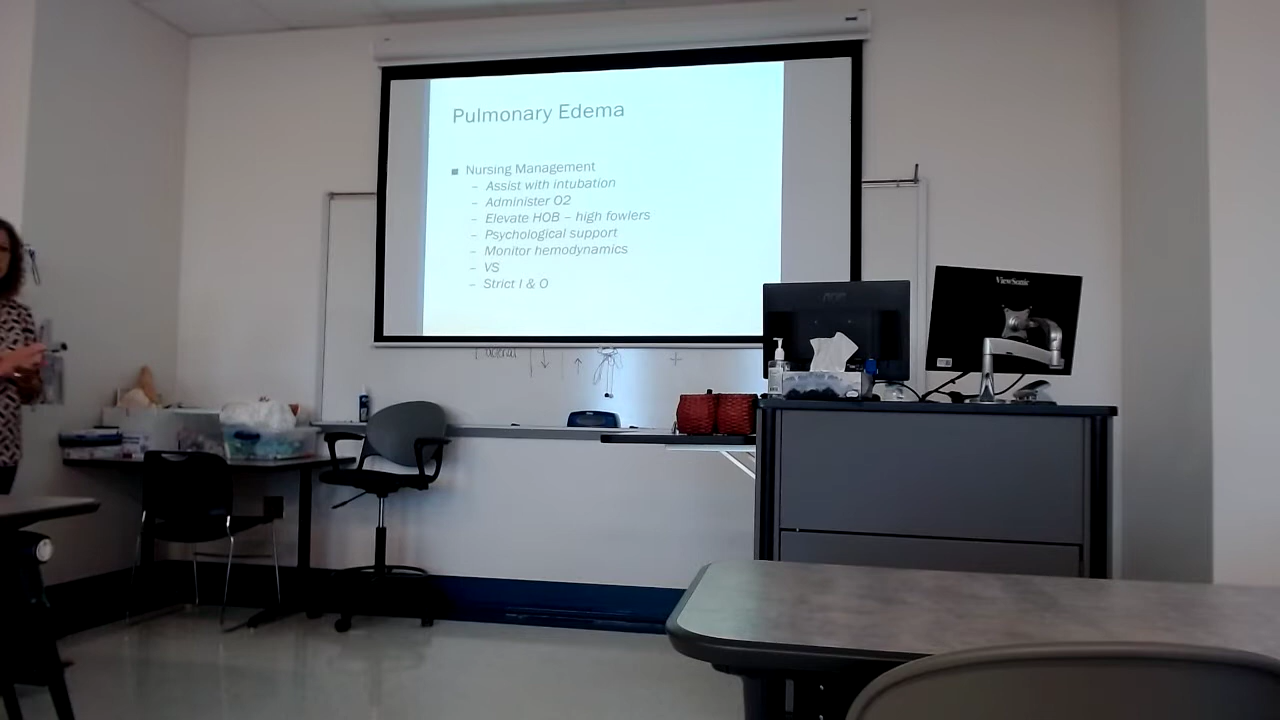 Pulmonary Edema
■ Nursing Management
– Assist with intubation
– Administer O2
– Elevate HOB – high fowlers
– Psychological support
– Monitor hemodynamics
– VS
– Strict I & O
ViewSonic